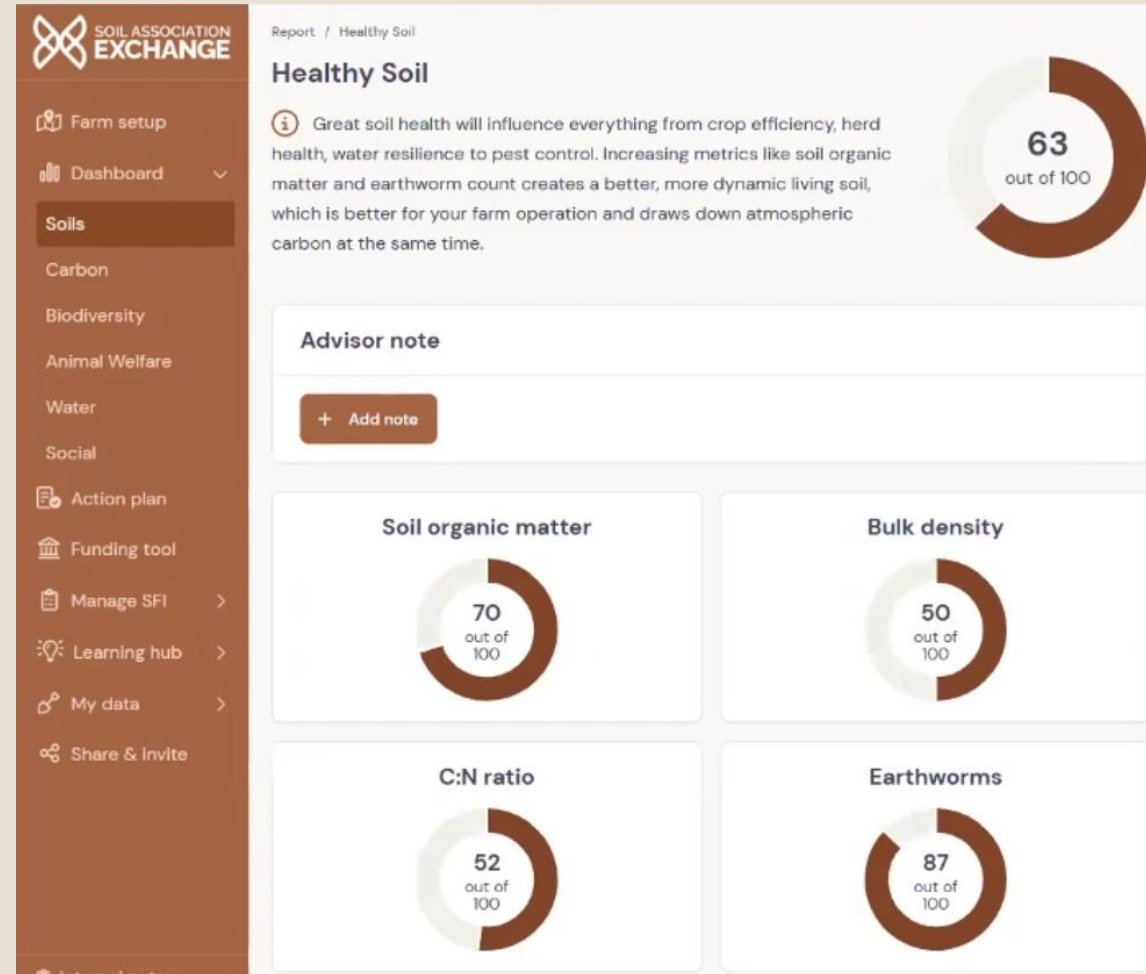 SOIL ASSOCIATION
EXCHANGE
Farm setup
Dashboard
Soils
Carbon
Biodiversity
Animal Welfare
Water
Social
Action plan
Funding tool
Manage SFI
Learning hub
My data
Share & invite
Report / Healthy Soil
Healthy Soil
Great soil health will influence everything from crop efficiency, herd
health, water resilience to pest control. Increasing metrics like soil organic
matter and earthworm count creates a better, more dynamic living soil,
which is better for your farm operation and draws down atmospheric
carbon at the same time.
63
out of 100
Advisor note
+ Add note
Soil organic matter
70
out of
100
Bulk density
50
out of
100
C:N ratio
52
out of
100
Earthworms
87
out of
100